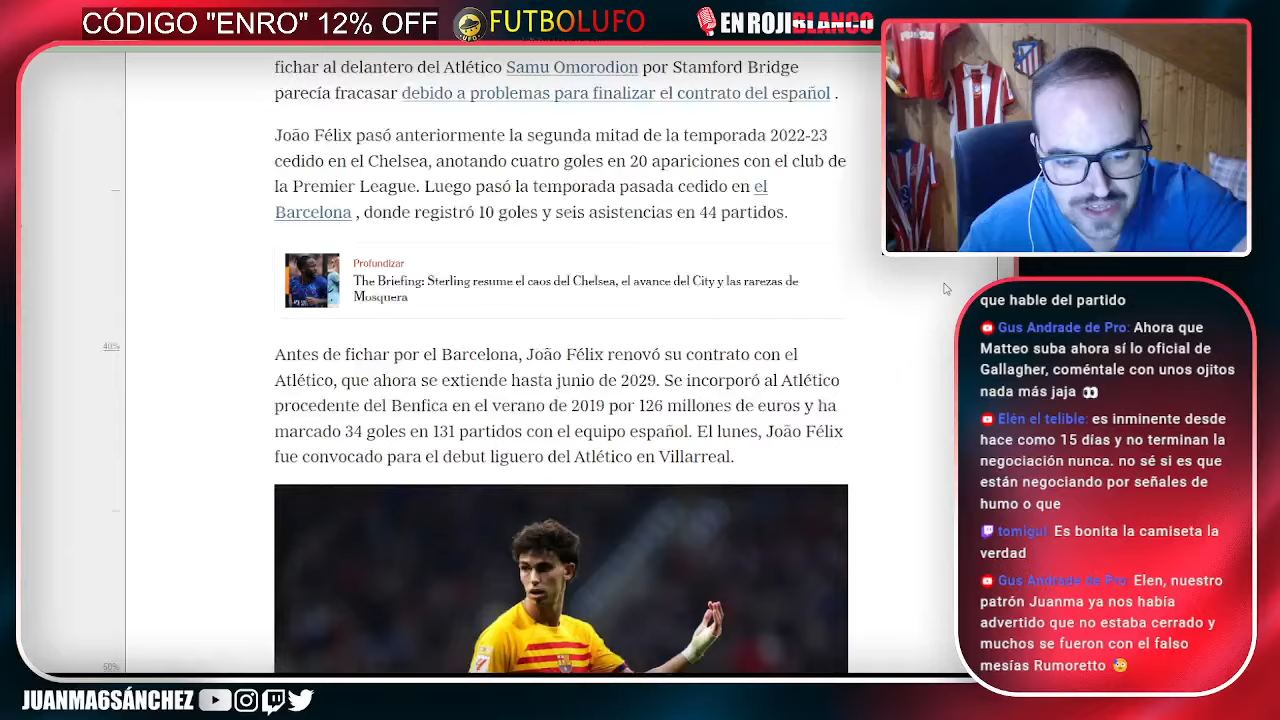 CÓDIGO "ENRO" 12% OFF
FUTBOLUFO
EN ROJIBLANCO
fichar al delantero del Atlético Samu Omorodion por Stamford Bridge
parecía fracasar debido a problemas para finalizar el contrato del español .
João Félix pasó anteriormente la segunda mitad de la temporada 2022-23
cedido en el Chelsea, anotando cuatro goles en 20 apariciones con el club de
la Premier League. Luego pasó la temporada pasada cedido en el
Barcelona , donde registró 10 goles y seis asistencias en 44 partidos.
Profundizar
The Briefing: Sterling resume el caos del Chelsea, el avance del City y las rarezas de
Mosquera
40%
Antes de fichar por el Barcelona, João Félix renovó su contrato con el
Atlético, que ahora se extiende hasta junio de 2029. Se incorporó al Atlético
procedente del Benfica en el verano de 2019 por 126 millones de euros y ha
marcado 34 goles en 131 partidos con el equipo español. El lunes, João Félix
fue convocado para el debut liguero del Atlético en Villarreal.
50%
que hable del partido
Gus Andrade de Pro: Ahora que
Matteo suba ahora sí lo oficial de
Gallagher, coméntale con unos ojitos
nada más jaja 👀
Elén el telible: es inminente desde
hace como 15 días y no terminan la
negociación nunca. no sé si es que
están negociando por señales de
humo o que
tomigui: Es bonita la camiseta la
verdad
Gus Andrade de Pro: Elen, nuestro
patrón Juanma ya nos había
advertido que no estaba cerrado y
muchos se fueron con el falso
mesías Rumoretto 😳
JUANMA6SÁNCHEZ